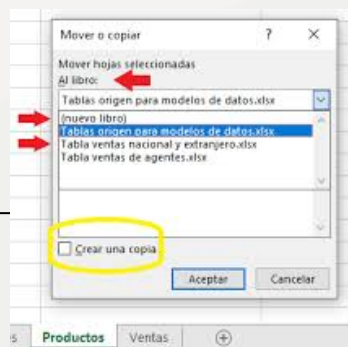 Mover o copiar ? ×
Mover hojas seleccionadas
Al libro:
Tablas origen para modelos de datos.xlsx
(nuevo libro)
Tablas origen para modelos de datos.xlsx
Tabla ventas nacional y extranjero.xlsx
Tabla ventas de agentes.xlsx
Crear una copia
Aceptar Cancelar
s Productos Ventas